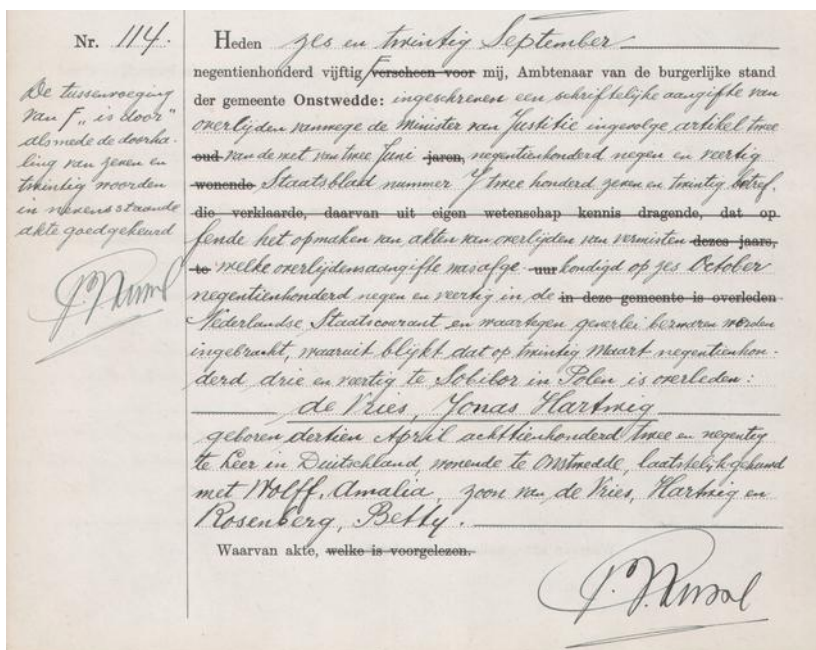 Nr. 114.
De tussenvoeging
van F "is door"
alsmede de doorha-
ling van zeven en
twintig woorden
in nevenstaande
akte goedgekeurd
Heden zes en twintig September
negentienhonderd vijftig F verscheen voor mij, Ambtenaar van de burgerlijke stand
der gemeente Onstwedde: ingeschreven een schriftelijke aangifte van
overlijden vanwege de Minister van Justitie ingevolge artikel twee
oud van de wet van twee Juni jaren, negentienhonderd negen en veertig
wonende Staatsblad nummer J twee honderd zeven en twintig betref-
die verklaarde, daarvan uit eigen wetenschap kennis dragende, dat op
fende het opmaken van akten van overlijden van vermisten dezes jaars,
te welke overlijdensaangifte was afge uur kondigd op zes October
negentienhonderd negen en veertig in de in deze gemeente is overleden
Nederlandse Staatscourant en waartegen generlei bezwaren werden
ingebracht, waaruit blijkt dat op twintig Maart negentienhon-
derd drie en veertig te Sobibor in Polen is overleden:
de Vries, Jonas Hartwig
geboren dertien April achttienhonderd twee en negentig
te Leer in Duitschland, wonende te Onstwedde, laatstelijk gehuwd
met Wolff, Amalia, zoon van de Vries, Hartwig en
Rosenberg, Betty.
Waarvan akte, welke is voorgelezen.